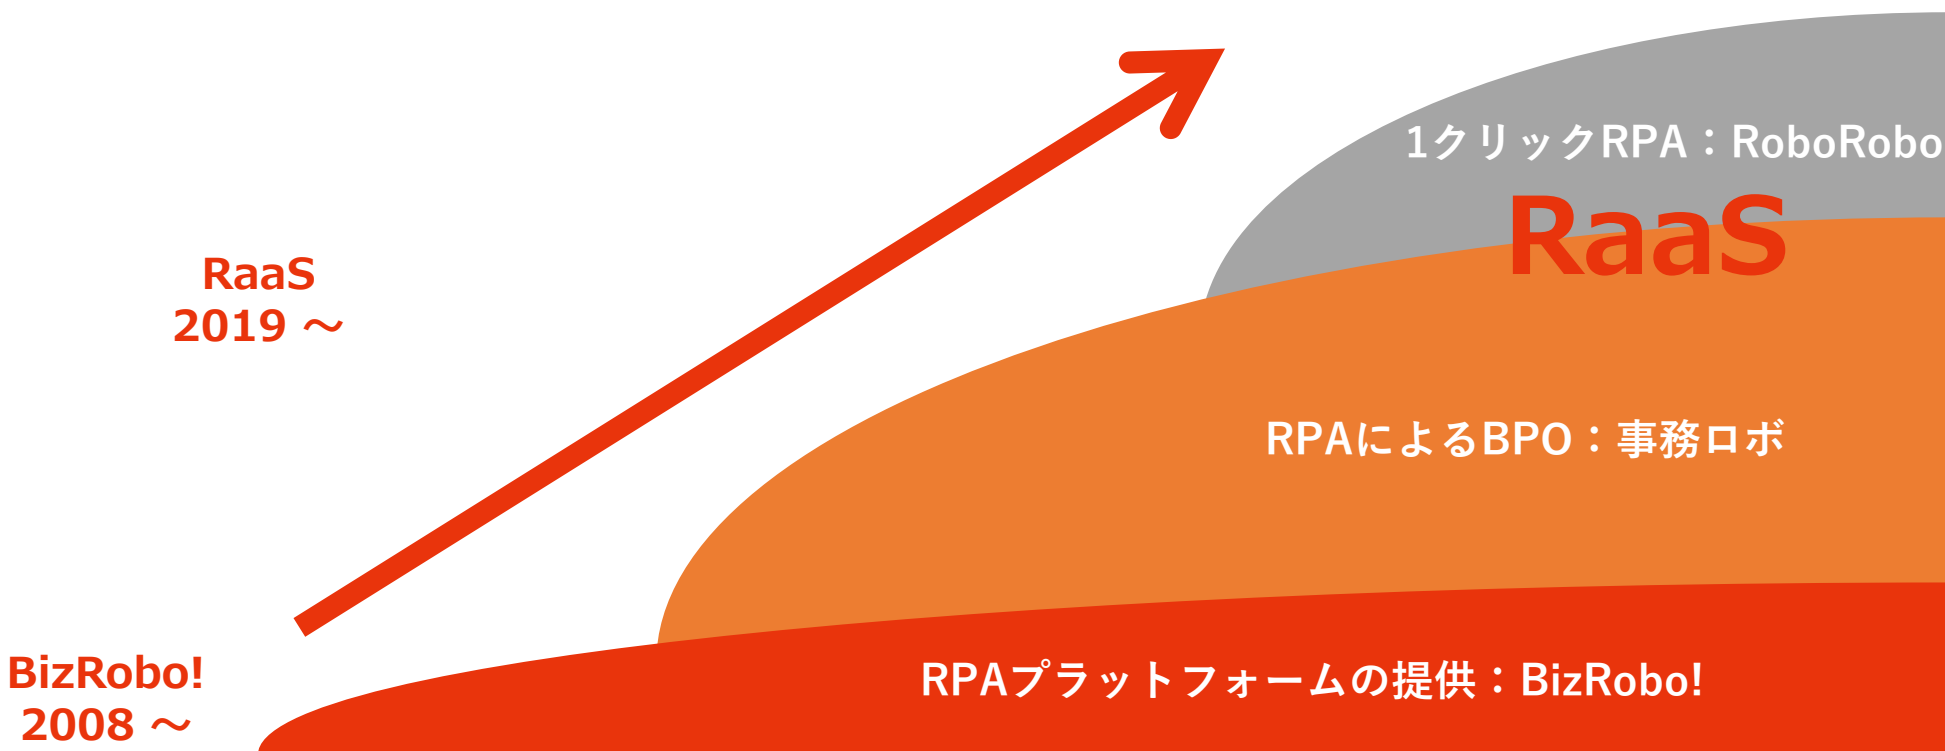 1クリックRPA：RoboRobo
RaaS
RaaS
2019 ～
RPAによるBPO：事務ロボ
RPAプラットフォームの提供：BizRobo!
BizRobo!
2008 ～